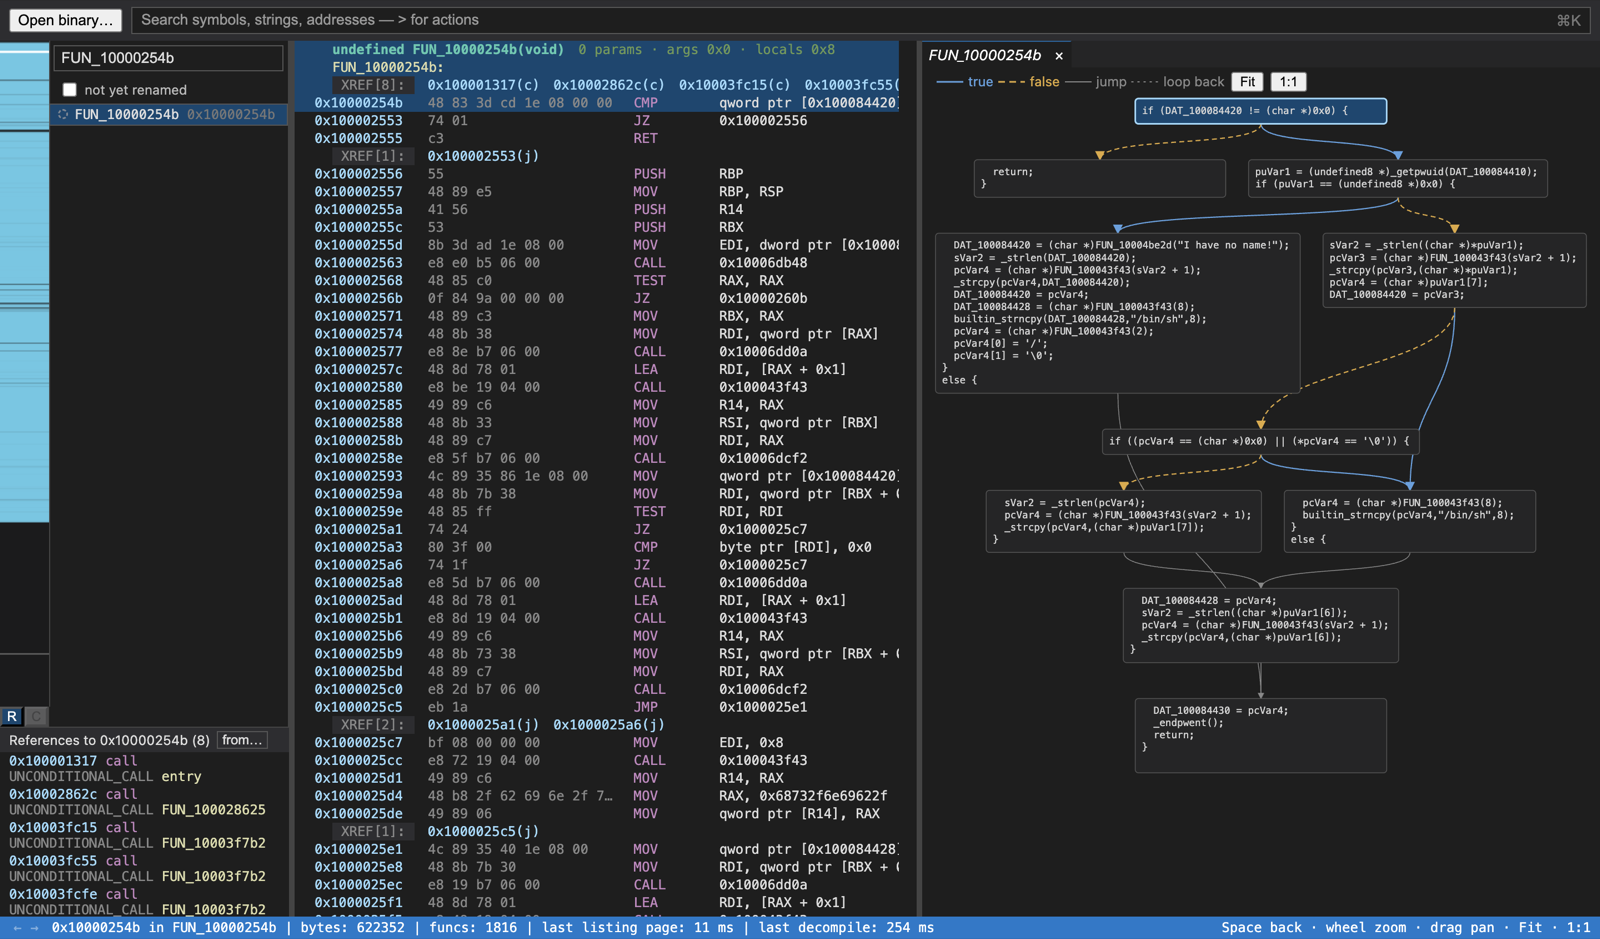 Open binary…
Search symbols, strings, addresses — > for actions
⌘K
FUN_10000254b
not yet renamed
FUN_10000254b 0x10000254b
R C
References to 0x10000254b (8) from…
0x100001317 call
UNCONDITIONAL_CALL entry
0x10002862c call
UNCONDITIONAL_CALL FUN_100028625
0x10003fc15 call
UNCONDITIONAL_CALL FUN_10003f7b2
0x10003fc55 call
UNCONDITIONAL_CALL FUN_10003f7b2
0x10003fcfe call
UNCONDITIONAL_CALL FUN_10003f7b2
undefined FUN_10000254b(void) 0 params · args 0x0 · locals 0x8
FUN_10000254b:
XREF[8]: 0x100001317(c) 0x10002862c(c) 0x10003fc15(c) 0x10003fc55(
0x10000254b 48 83 3d cd 1e 08 00 00 CMP qword ptr [0x100084420]
0x100002553 74 01 JZ 0x100002556
0x100002555 c3 RET
XREF[1]: 0x100002553(j)
0x100002556 55 PUSH RBP
0x100002557 48 89 e5 MOV RBP, RSP
0x10000255a 41 56 PUSH R14
0x10000255c 53 PUSH RBX
0x10000255d 8b 3d ad 1e 08 00 MOV EDI, dword ptr [0x10008
0x100002563 e8 e0 b5 06 00 CALL 0x10006db48
0x100002568 48 85 c0 TEST RAX, RAX
0x10000256b 0f 84 9a 00 00 00 JZ 0x10000260b
0x100002571 48 89 c3 MOV RBX, RAX
0x100002574 48 8b 38 MOV RDI, qword ptr [RAX]
0x100002577 e8 8e b7 06 00 CALL 0x10006dd0a
0x10000257c 48 8d 78 01 LEA RDI, [RAX + 0x1]
0x100002580 e8 be 19 04 00 CALL 0x100043f43
0x100002585 49 89 c6 MOV R14, RAX
0x100002588 48 8b 33 MOV RSI, qword ptr [RBX]
0x10000258b 48 89 c7 MOV RDI, RAX
0x10000258e e8 5f b7 06 00 CALL 0x10006dcf2
0x100002593 4c 89 35 86 1e 08 00 MOV qword ptr [0x100084420]
0x10000259a 48 8b 7b 38 MOV RDI, qword ptr [RBX +
0x10000259e 48 85 ff TEST RDI, RDI
0x1000025a1 74 24 JZ 0x1000025c7
0x1000025a3 80 3f 00 CMP byte ptr [RDI], 0x0
0x1000025a6 74 1f JZ 0x1000025c7
0x1000025a8 e8 5d b7 06 00 CALL 0x10006dd0a
0x1000025ad 48 8d 78 01 LEA RDI, [RAX + 0x1]
0x1000025b1 e8 8d 19 04 00 CALL 0x100043f43
0x1000025b6 49 89 c6 MOV R14, RAX
0x1000025b9 48 8b 73 38 MOV RSI, qword ptr [RBX +
0x1000025bd 48 89 c7 MOV RDI, RAX
0x1000025c0 e8 2d b7 06 00 CALL 0x10006dcf2
0x1000025c5 eb 1a JMP 0x1000025e1
XREF[2]: 0x1000025a1(j) 0x1000025a6(j)
0x1000025c7 bf 08 00 00 00 MOV EDI, 0x8
0x1000025cc e8 72 19 04 00 CALL 0x100043f43
0x1000025d1 49 89 c6 MOV R14, RAX
0x1000025d4 48 b8 2f 62 69 6e 2f 7… MOV RAX, 0x68732f6e69622f
0x1000025de 49 89 06 MOV qword ptr [R14], RAX
XREF[1]: 0x1000025c5(j)
0x1000025e1 4c 89 35 40 1e 08 00 MOV qword ptr [0x100084428]
0x1000025e8 48 8b 7b 30 MOV RDI, qword ptr [RBX +
0x1000025ec e8 19 b7 06 00 CALL 0x10006dd0a
0x1000025f1 48 8d 78 01 LEA RDI, [RAX + 0x1]
FUN_10000254b ×
true false jump loop back Fit 1:1
if (DAT_100084420 != (char *)0x0) {
return;
}
puVar1 = (undefined8 *)_getpwuid(DAT_100084410);
if (puVar1 == (undefined8 *)0x0) {
DAT_100084420 = (char *)FUN_10004be2d("I have no name!");
sVar2 = _strlen(DAT_100084420);
pcVar4 = (char *)FUN_100043f43(sVar2 + 1);
_strcpy(pcVar4,DAT_100084420);
DAT_100084420 = pcVar4;
DAT_100084428 = (char *)FUN_100043f43(8);
builtin_strncpy(DAT_100084428,"/bin/sh",8);
pcVar4 = (char *)FUN_100043f43(2);
pcVar4[0] = '/';
pcVar4[1] = '\0';
}
else {
sVar2 = _strlen((char *)*puVar1);
pcVar3 = (char *)FUN_100043f43(sVar2 + 1);
_strcpy(pcVar3,(char *)*puVar1);
pcVar4 = (char *)puVar1[7];
DAT_100084420 = pcVar3;
if ((pcVar4 == (char *)0x0) || (*pcVar4 == '\0')) {
sVar2 = _strlen(pcVar4);
pcVar4 = (char *)FUN_100043f43(sVar2 + 1);
_strcpy(pcVar4,(char *)puVar1[7]);
}
pcVar4 = (char *)FUN_100043f43(8);
builtin_strncpy(pcVar4,"/bin/sh",8);
}
else {
DAT_100084428 = pcVar4;
sVar2 = _strlen((char *)puVar1[6]);
pcVar4 = (char *)FUN_100043f43(sVar2 + 1);
_strcpy(pcVar4,(char *)puVar1[6]);
}
DAT_100084430 = pcVar4;
_endpwent();
return;
}
← → 0x10000254b in FUN_10000254b | bytes: 622352 | funcs: 1816 | last listing page: 11 ms | last decompile: 254 ms
Space back · wheel zoom · drag pan · Fit · 1:1